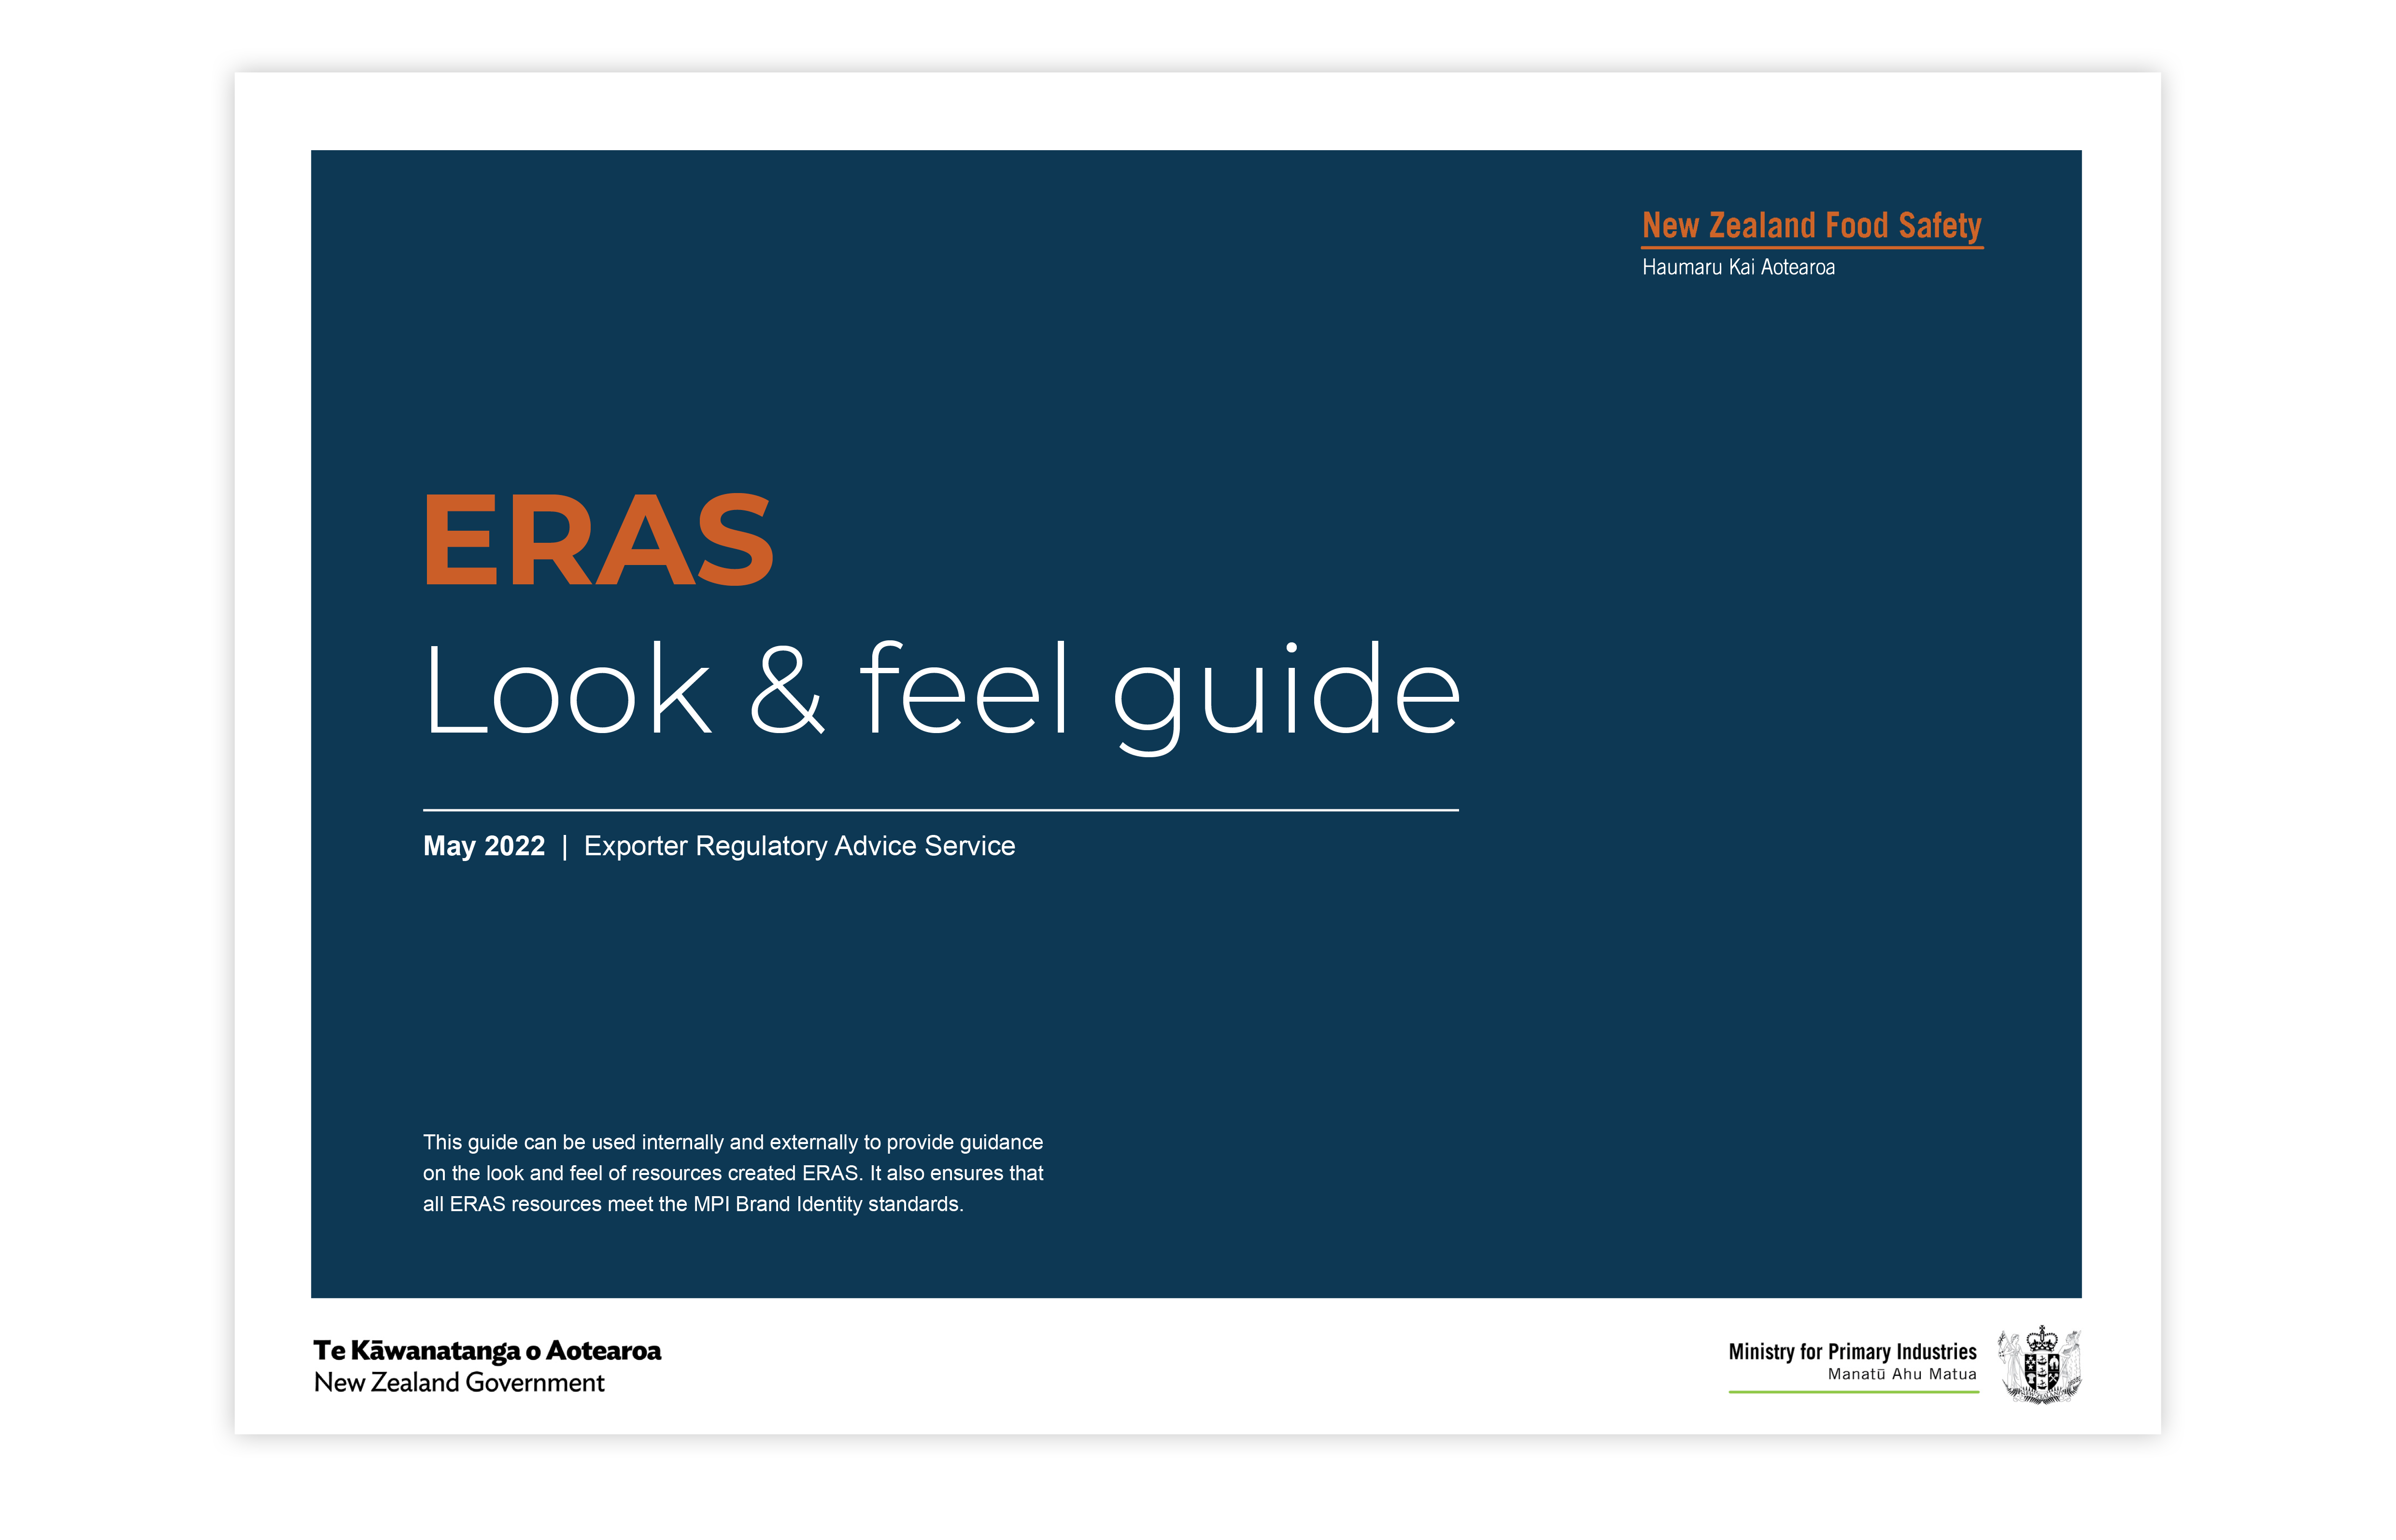 New Zealand Food Safety
Haumaru Kai Aotearoa
ERAS
Look & feel guide
May 2022 | Exporter Regulatory Advice Service
This guide can be used internally and externally to provide guidance
on the look and feel of resources created ERAS. It also ensures that
all ERAS resources meet the MPI Brand Identity standards.
Te Kāwanatanga o Aotearoa
New Zealand Government
Ministry for Primary Industries
Manatū Ahu Matua